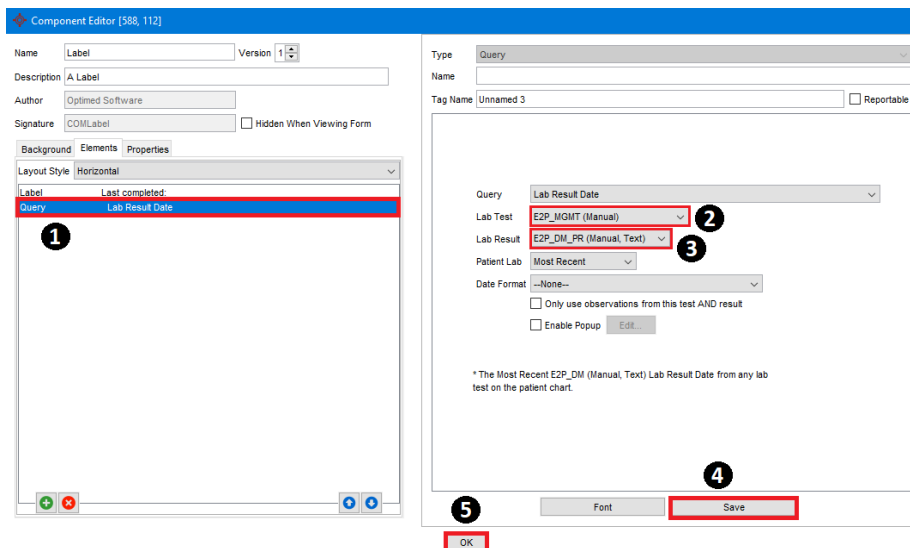 Component Editor [588, 112]
Name Label Version 1
Description A Label
Author Optimed Software
Signature COMLabel Hidden When Viewing Form
Background Elements Properties
Layout Style Horizontal
Label Last completed:
Query Lab Result Date
1
Type Query
Name
Tag Name Unnamed 3 Reportable
Query Lab Result Date
Lab Test E2P_MGMT (Manual) 2
Lab Result E2P_DM_PR (Manual, Text) 3
Patient Lab Most Recent
Date Format --None--
Only use observations from this test AND result
Enable Popup Edit...
* The Most Recent E2P_DM (Manual, Text) Lab Result Date from any lab
test on the patient chart.
4
Font Save
5
OK